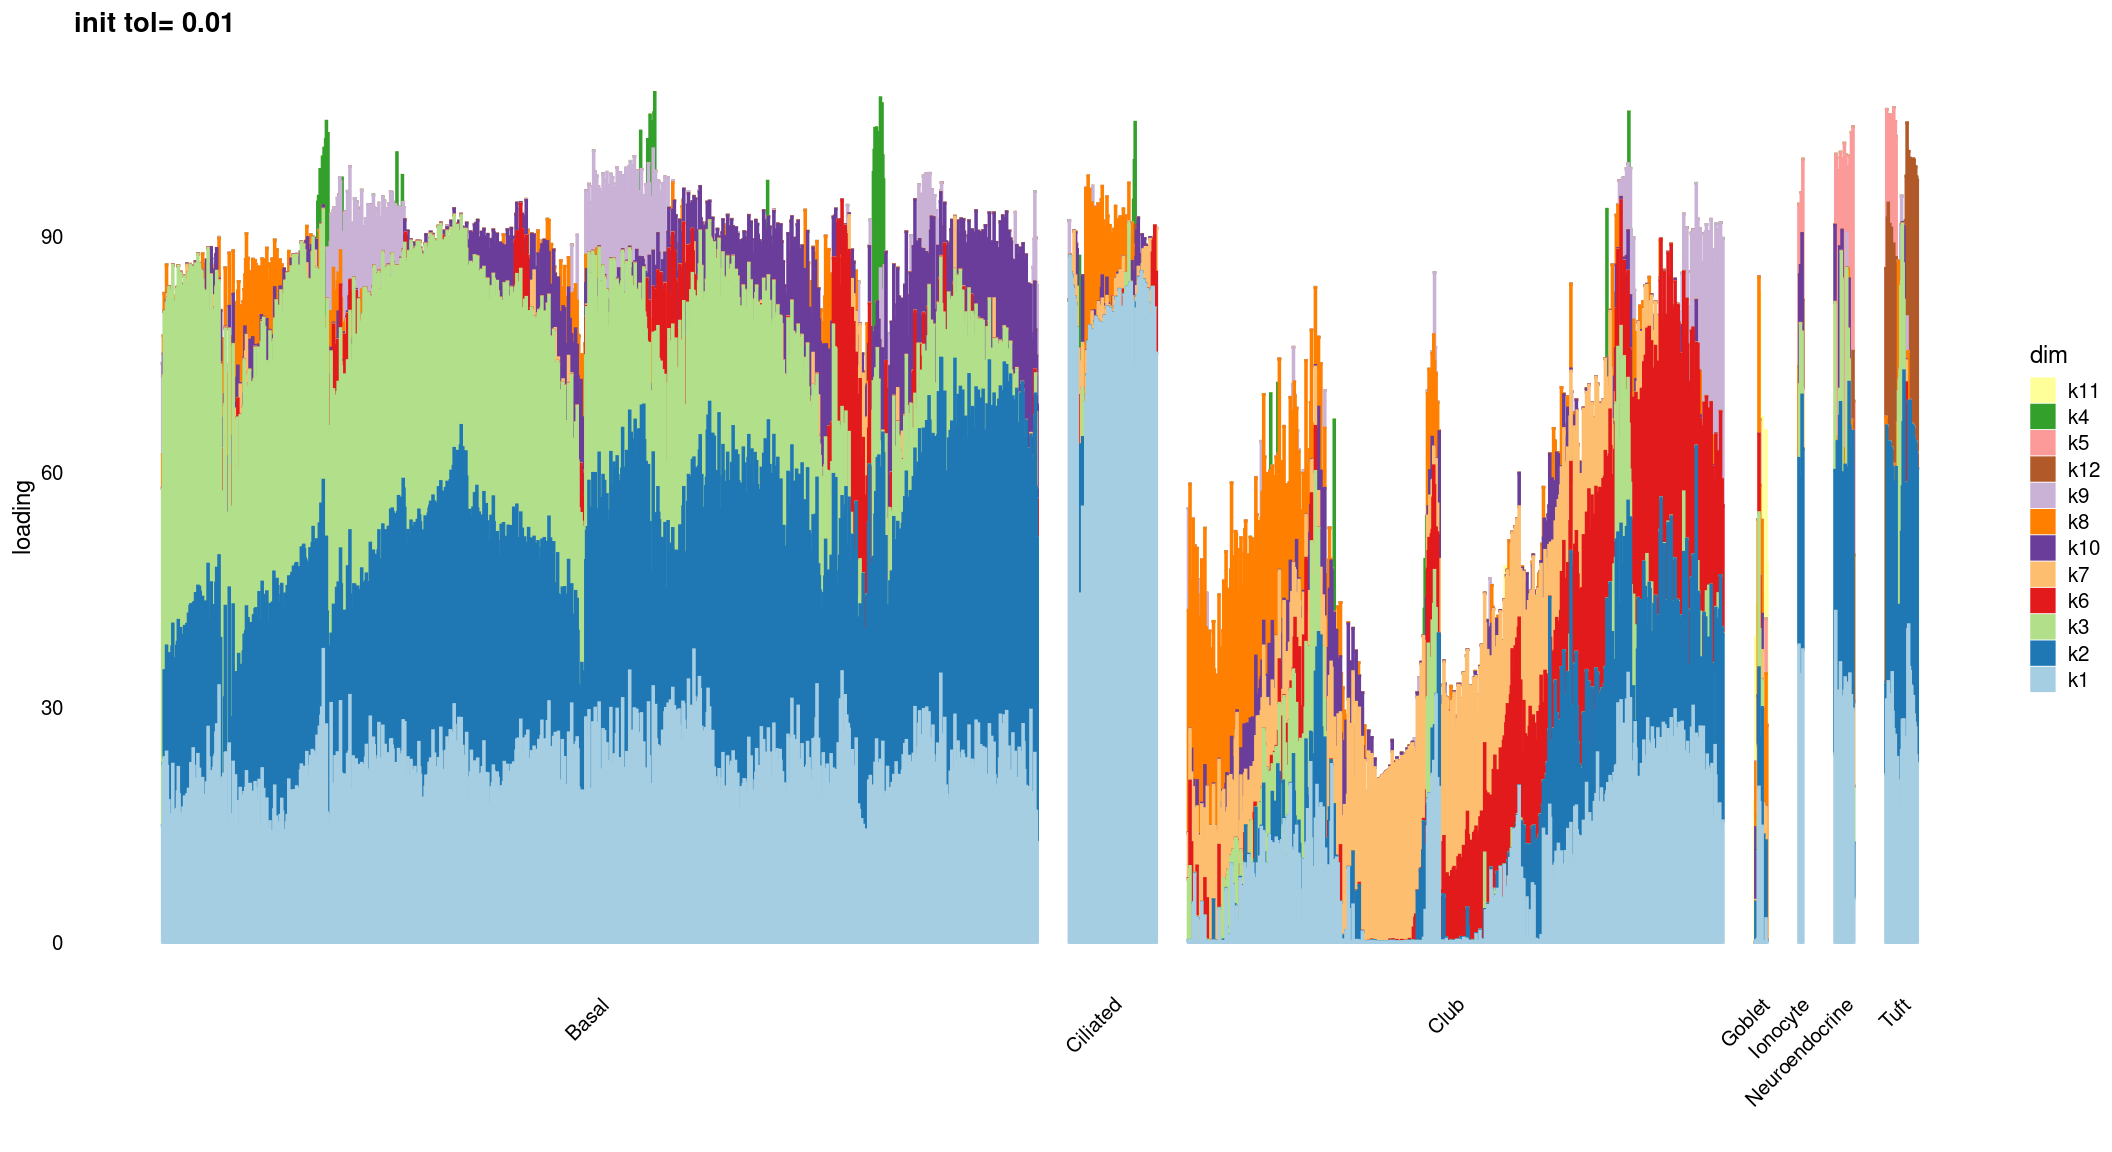 init tol= 0.01
loading
90
60
30
0
Basal
Ciliated
Club
Goblet
Ionocyte
Neuroendocrine
Tuft
dim
k11
k4
k5
k12
k9
k8
k10
k7
k6
k3
k2
k1